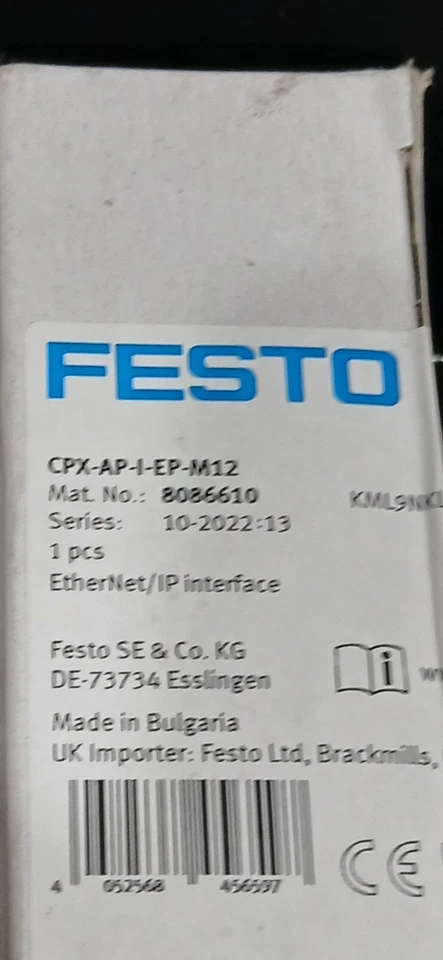 FESTO
CPX-AP-I-EP-M12
Mat. No.: 8086610
Series: 10-2022:13
1 pcs
EtherNet/IP interface
Festo SE & Co. KG
DE-73734 Esslingen
i
Made in Bulgaria
UK Importer: Festo Ltd, Brackmills,
4 052568 456597
CE